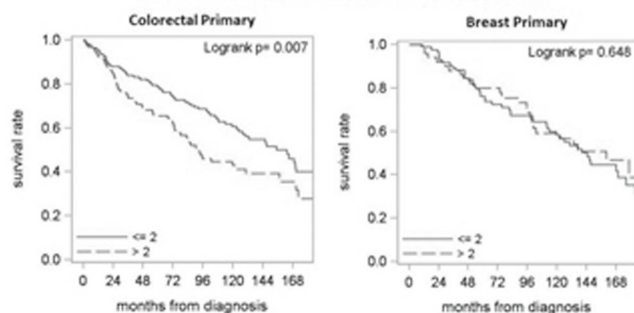 Colorectal Primary
Logrank p= 0.007
survival rate
1.0
0.8
0.6
0.4
0.2
0.0
<= 2
> 2
0 24 48 72 96 120 144 168
months from diagnosis
Breast Primary
Logrank p= 0.648
survival rate
1.0
0.8
0.6
0.4
0.2
0.0
<= 2
> 2
0 24 48 72 96 120 144 168
months from diagnosis